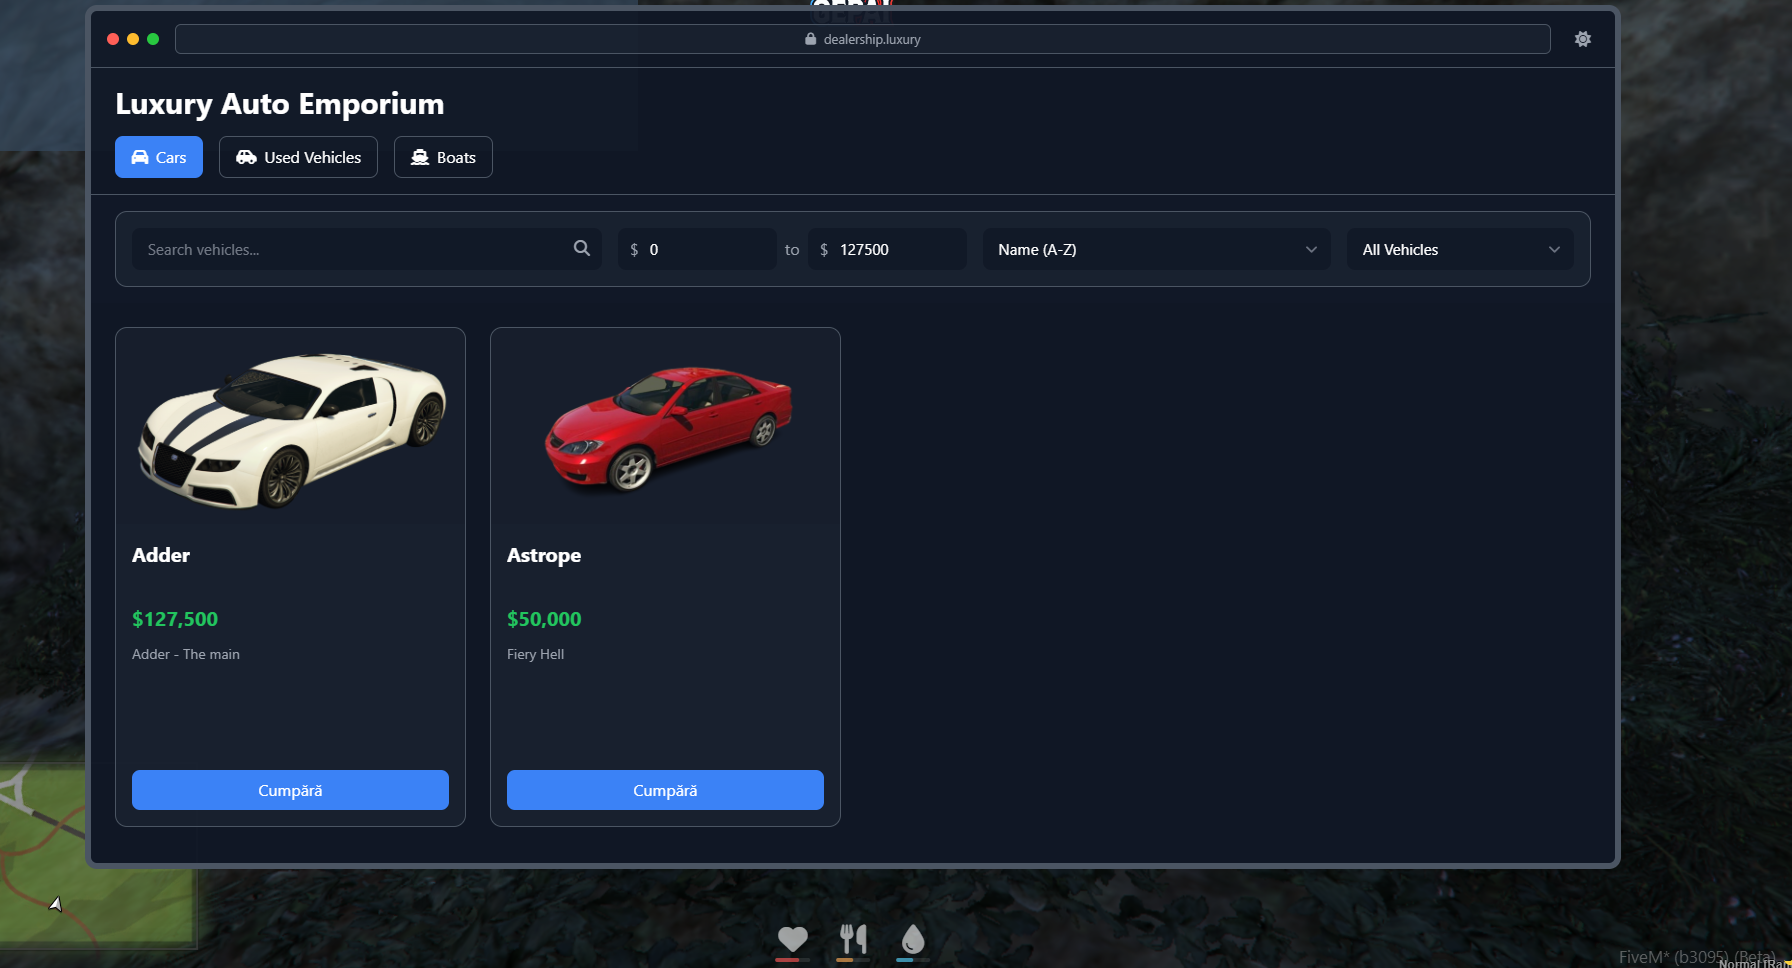 dealership.luxury
Luxury Auto Emporium
Cars
Used Vehicles
Boats
Search vehicles...
$ 0 to $ 127500
Name (A-Z)
All Vehicles
Adder
$127,500
Adder - The main
Cumpără
Astrope
$50,000
Fiery Hell
Cumpără
FiveM* (b3095) (Beta)